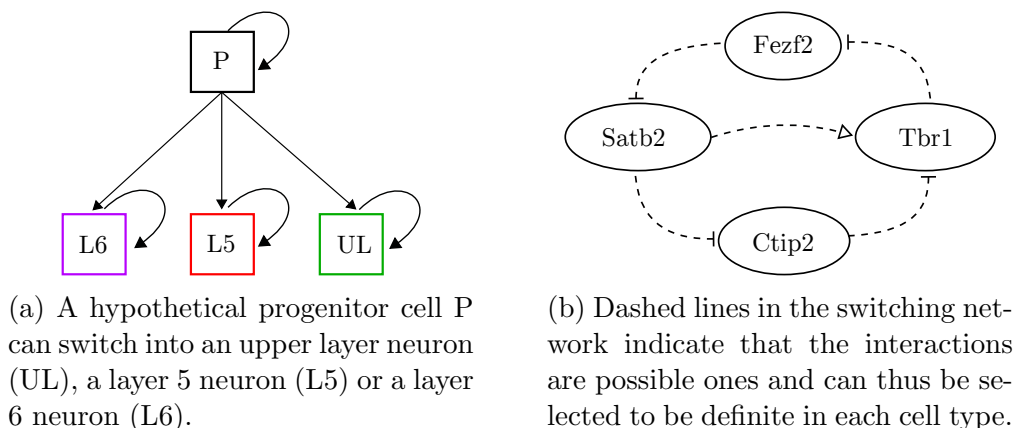 P
L6
L5
UL
Fezf2
Satb2
Tbr1
Ctip2
(a) A hypothetical progenitor cell P
can switch into an upper layer neuron
(UL), a layer 5 neuron (L5) or a layer
6 neuron (L6).
(b) Dashed lines in the switching net-
work indicate that the interactions
are possible ones and can thus be se-
lected to be definite in each cell type.